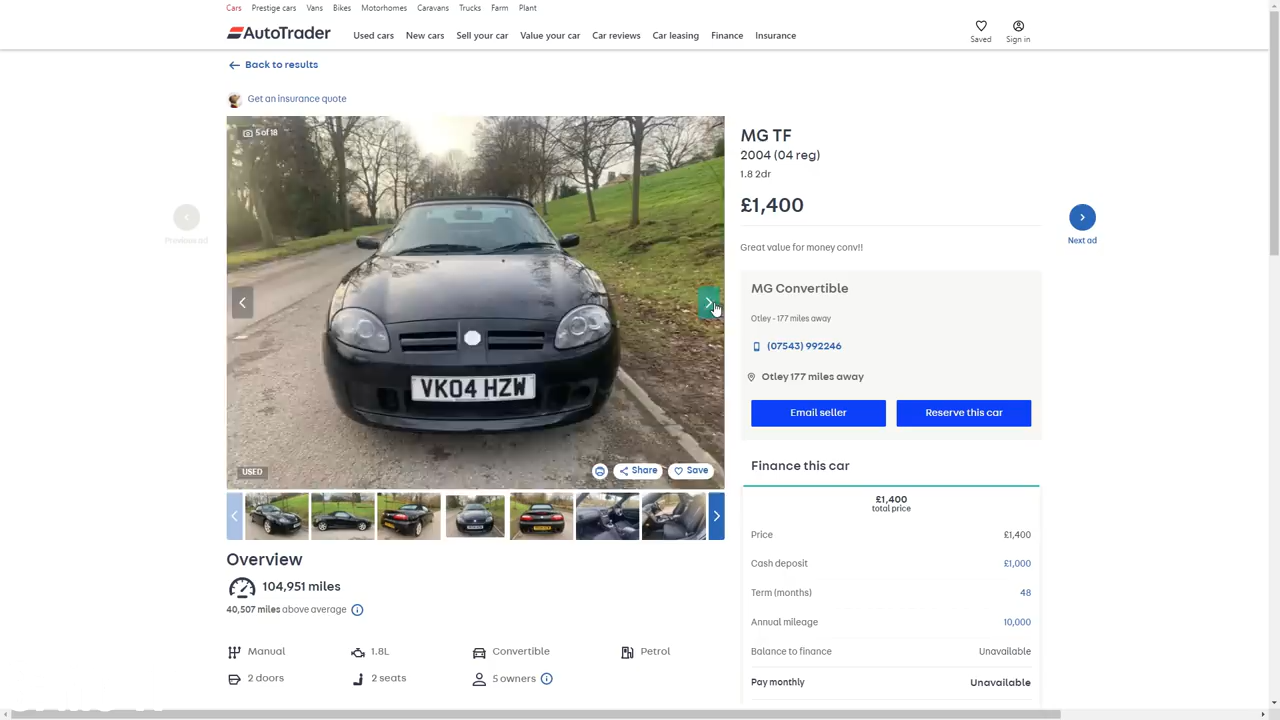 Cars Prestige cars Vans Bikes Motorhomes Caravans Trucks Farm Plant
AutoTrader Used cars New cars Sell your car Value your car Car reviews Car leasing Finance Insurance Saved Sign in
Back to results
Get an insurance quote
5 of 18
VK04 HZW
USED
Share
Save
Previous ad
MG TF
2004 (04 reg)
1.8 2dr
£1,400
Next ad
Great value for money conv!!
MG Convertible
Otley - 177 miles away
(07543) 992246
Otley 177 miles away
Email seller
Reserve this car
Finance this car
£1,400
total price
Price £1,400
Cash deposit £1,000
Term (months) 48
Annual mileage 10,000
Balance to finance Unavailable
Pay monthly Unavailable
Overview
104,951 miles
40,507 miles above average
Manual 1.8L Convertible Petrol
2 doors 2 seats 5 owners